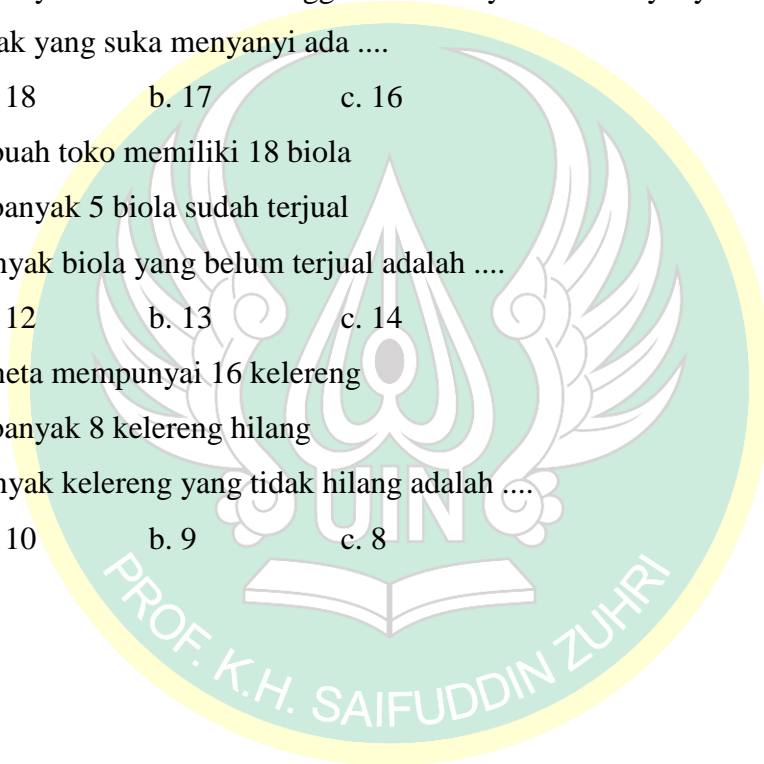 ak yang suka menyanyi ada ....
18 b. 17 c. 16
buah toko memiliki 18 biola
banyak 5 biola sudah terjual
nyak biola yang belum terjual adalah ....
12 b. 13 c. 14
neta mempunyai 16 kelereng
banyak 8 kelereng hilang
nyak kelereng yang tidak hilang adalah ....
10 b. 9 c. 8
UIN
PROF. K.H. SAIFUDDIN ZUHRI